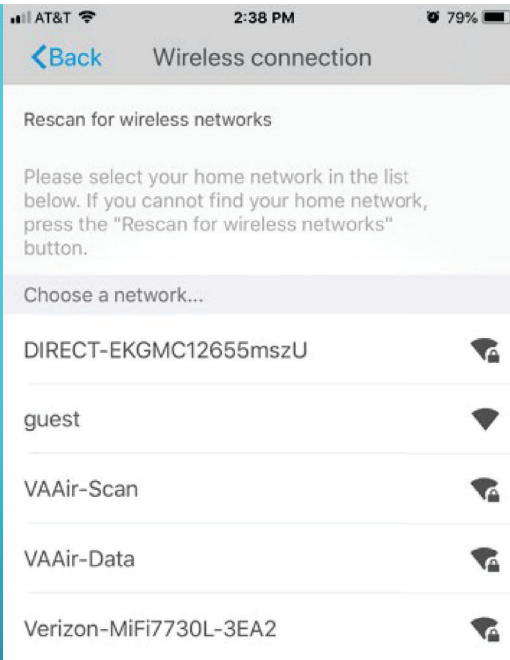 AT&T 2:38 PM 79%
Back Wireless connection
Rescan for wireless networks
Please select your home network in the list
below. If you cannot find your home network,
press the "Rescan for wireless networks"
button.
Choose a network...
DIRECT-EKGMC12655mszU
guest
VAAir-Scan
VAAir-Data
Verizon-MiFi7730L-3EA2